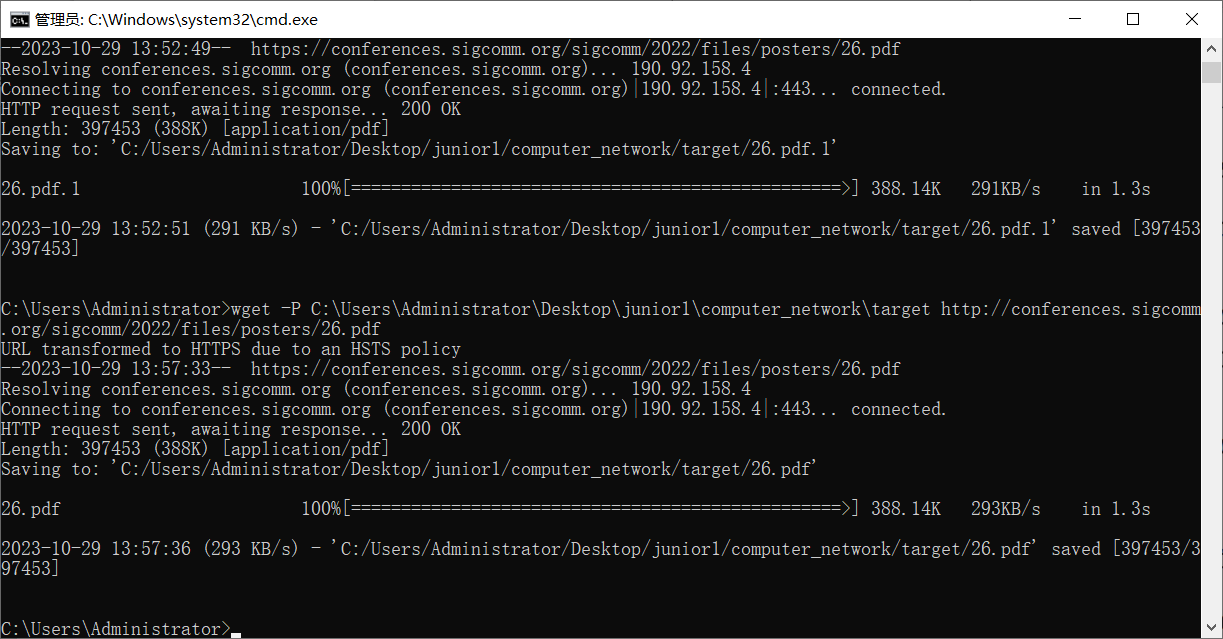 管理员: C:\Windows\system32\cmd.exe
--2023-10-29 13:52:49--  https://conferences.sigcomm.org/sigcomm/2022/files/posters/26.pdf
Resolving conferences.sigcomm.org (conferences.sigcomm.org)... 190.92.158.4
Connecting to conferences.sigcomm.org (conferences.sigcomm.org)|190.92.158.4|:443... connected.
HTTP request sent, awaiting response... 200 OK
Length: 397453 (388K) [application/pdf]
Saving to: 'C:/Users/Administrator/Desktop/junior1/computer_network/target/26.pdf.1'
26.pdf.1                      100%[=================================================>] 388.14K   291KB/s    in 1.3s
2023-10-29 13:52:51 (291 KB/s) - 'C:/Users/Administrator/Desktop/junior1/computer_network/target/26.pdf.1' saved [397453
/397453]
C:\Users\Administrator>wget -P C:\Users\Administrator\Desktop\junior1\computer_network\target http://conferences.sigcomm
.org/sigcomm/2022/files/posters/26.pdf
URL transformed to HTTPS due to an HSTS policy
--2023-10-29 13:57:33--  https://conferences.sigcomm.org/sigcomm/2022/files/posters/26.pdf
Resolving conferences.sigcomm.org (conferences.sigcomm.org)... 190.92.158.4
Connecting to conferences.sigcomm.org (conferences.sigcomm.org)|190.92.158.4|:443... connected.
HTTP request sent, awaiting response... 200 OK
Length: 397453 (388K) [application/pdf]
Saving to: 'C:/Users/Administrator/Desktop/junior1/computer_network/target/26.pdf'
26.pdf                        100%[=================================================>] 388.14K   293KB/s    in 1.3s
2023-10-29 13:57:36 (293 KB/s) - 'C:/Users/Administrator/Desktop/junior1/computer_network/target/26.pdf' saved [397453/3
97453]
C:\Users\Administrator>